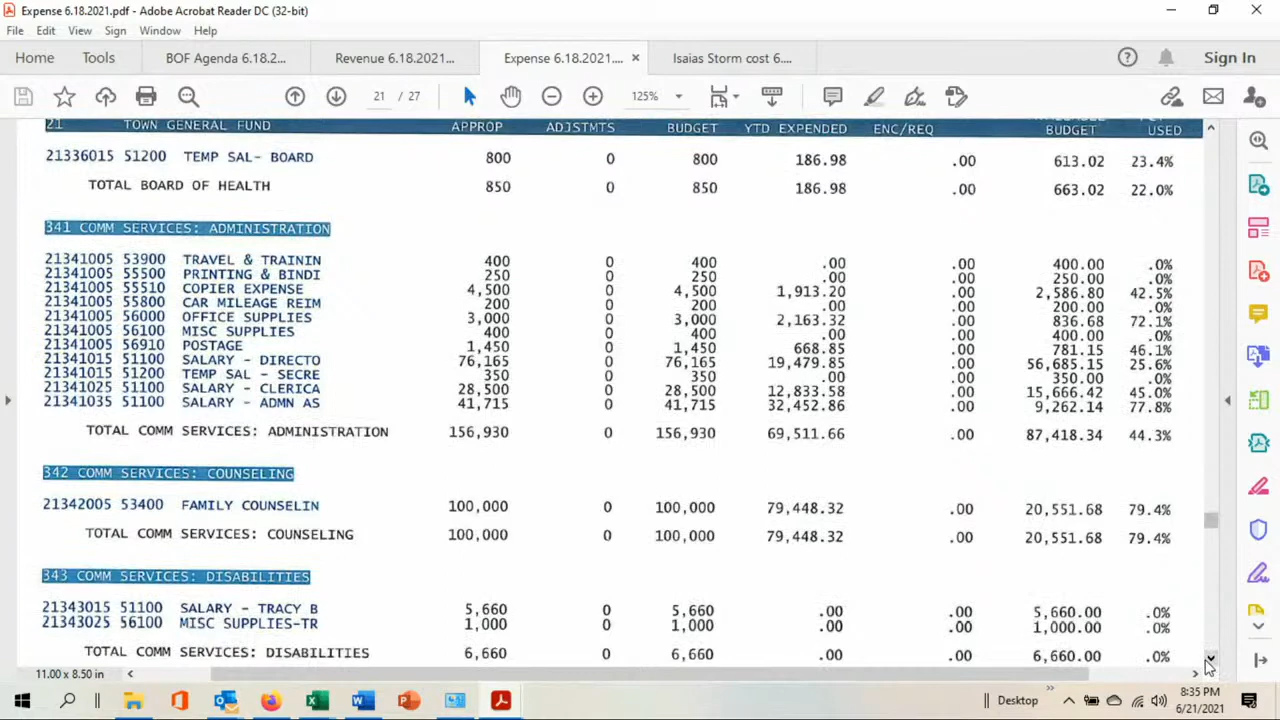 Expense 6.18.2021.pdf - Adobe Acrobat Reader DC (32-bit)
File Edit View Sign Window Help
Home Tools BOF Agenda 6.18.2... Revenue 6.18.2021... Expense 6.18.2021.... Isaias Storm cost 6.... Sign In
21 / 27 125%
21 TOWN GENERAL FUND APPROP ADJSTMTS BUDGET YTD EXPENDED ENC/REQ BUDGET USED
21336015 51200 TEMP SAL- BOARD 800 0 800 186.98 .00 613.02 23.4%
TOTAL BOARD OF HEALTH 850 0 850 186.98 .00 663.02 22.0%
341 COMM SERVICES: ADMINISTRATION
21341005 53900 TRAVEL & TRAININ 400 0 400 .00 .00 400.00 .0%
21341005 55500 PRINTING & BINDI 250 0 250 .00 .00 250.00 .0%
21341005 55510 COPIER EXPENSE 4,500 0 4,500 1,913.20 .00 2,586.80 42.5%
21341005 55800 CAR MILEAGE REIM 200 0 200 .00 .00 200.00 .0%
21341005 56000 OFFICE SUPPLIES 3,000 0 3,000 2,163.32 .00 836.68 72.1%
21341005 56100 MISC SUPPLIES 400 0 400 .00 .00 400.00 .0%
21341005 56910 POSTAGE 1,450 0 1,450 668.85 .00 781.15 46.1%
21341015 51100 SALARY - DIRECTO 76,165 0 76,165 19,479.85 .00 56,685.15 25.6%
21341015 51200 TEMP SAL - SECRE 350 0 350 .00 .00 350.00 .0%
21341025 51100 SALARY - CLERICA 28,500 0 28,500 12,833.58 .00 15,666.42 45.0%
21341035 51100 SALARY - ADMN AS 41,715 0 41,715 32,452.86 .00 9,262.14 77.8%
TOTAL COMM SERVICES: ADMINISTRATION 156,930 0 156,930 69,511.66 .00 87,418.34 44.3%
342 COMM SERVICES: COUNSELING
21342005 53400 FAMILY COUNSELIN 100,000 0 100,000 79,448.32 .00 20,551.68 79.4%
TOTAL COMM SERVICES: COUNSELING 100,000 0 100,000 79,448.32 .00 20,551.68 79.4%
343 COMM SERVICES: DISABILITIES
21343015 51100 SALARY - TRACY B 5,660 0 5,660 .00 .00 5,660.00 .0%
21343025 56100 MISC SUPPLIES-TR 1,000 0 1,000 .00 .00 1,000.00 .0%
TOTAL COMM SERVICES: DISABILITIES 6,660 0 6,660 .00 .00 6,660.00 .0%
11.00 x 8.50 in
Desktop 8:35 PM
6/21/2021